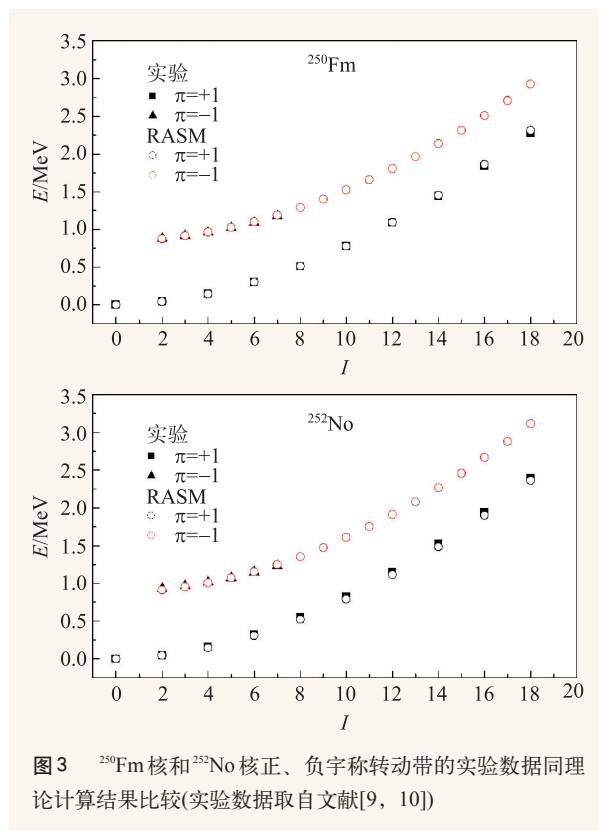 3.5
3.0
2.5
2.0
1.5
1.0
0.5
0.0
E/MeV
²⁵⁰Fm
实验
π=+1
π=−1
RASM
π=+1
π=−1
0 2 4 6 8 10 12 14 16 18 20
I
3.5
3.0
2.5
2.0
1.5
1.0
0.5
0.0
E/MeV
²⁵²No
实验
π=+1
π=−1
RASM
π=+1
π=−1
0 2 4 6 8 10 12 14 16 18 20
I
图3 ²⁵⁰Fm核和²⁵²No核正、负宇称转动带的实验数据同理
论计算结果比较(实验数据取自文献[9，10])